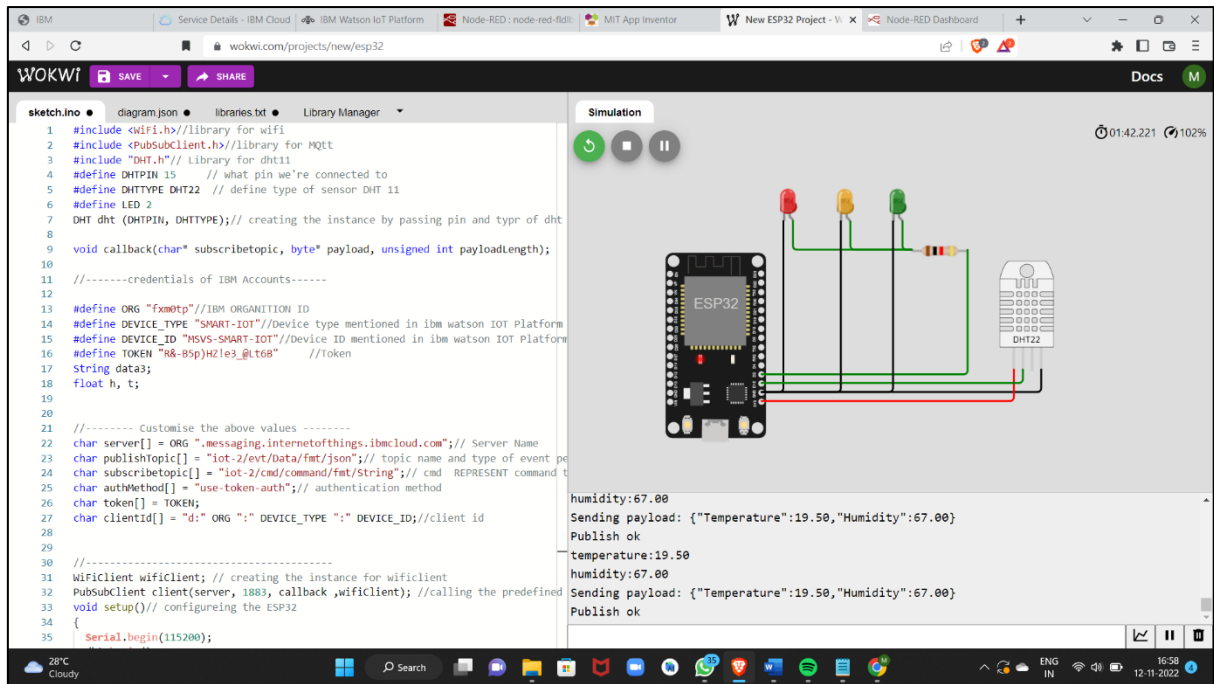 IBM
Service Details - IBM Cloud
IBM Watson IoT Platform
Node-RED : node-red-fldlb
MIT App Inventor
New ESP32 Project - W
Node-RED Dashboard
wokwi.com/projects/new/esp32
WOKWi
SAVE
SHARE
Docs
M
sketch.ino ● diagram.json ● libraries.txt ● Library Manager
Simulation
01:42.221 102%
1 #include <WiFi.h>//library for wifi
2 #include <PubSubClient.h>//library for MQtt
3 #include "DHT.h"// Library for dht11
4 #define DHTPIN 15 // what pin we're connected to
5 #define DHTTYPE DHT22 // define type of sensor DHT 11
6 #define LED 2
7 DHT dht (DHTPIN, DHTTYPE);// creating the instance by passing pin and typr of dht
8
9 void callback(char* subscribetopic, byte* payload, unsigned int payloadLength);
10
11 //-------credentials of IBM Accounts------
12
13 #define ORG "fxm0tp"//IBM ORGANITION ID
14 #define DEVICE_TYPE "SMART-IOT"//Device type mentioned in ibm watson IOT Platform
15 #define DEVICE_ID "MSVS-SMART-IOT"//Device ID mentioned in ibm watson IOT Platform
16 #define TOKEN "R&-B5p)HZ!e3_@Lt6B" //Token
17 String data3;
18 float h, t;
19
20
21 //-------- Customise the above values --------
22 char server[] = ORG ".messaging.internetofthings.ibmcloud.com";// Server Name
23 char publishTopic[] = "iot-2/evt/Data/fmt/json";// topic name and type of event pe
24 char subscribetopic[] = "iot-2/cmd/command/fmt/String";// cmd REPRESENT command t
25 char authMethod[] = "use-token-auth";// authentication method
26 char token[] = TOKEN;
27 char clientId[] = "d:" ORG ":" DEVICE_TYPE ":" DEVICE_ID;//client id
28
29
30 //-----------------------------------------
31 WiFiClient wifiClient; // creating the instance for wificlient
32 PubSubClient client(server, 1883, callback ,wifiClient); //calling the predefined
33 void setup()// configureing the ESP32
34 {
35 Serial.begin(115200);
ESP32
DHT22
humidity:67.00
Sending payload: {"Temperature":19.50,"Humidity":67.00}
Publish ok
temperature:19.50
humidity:67.00
Sending payload: {"Temperature":19.50,"Humidity":67.00}
Publish ok
28°C
Cloudy
Search
35
ENG
IN
16:58
12-11-2022
4